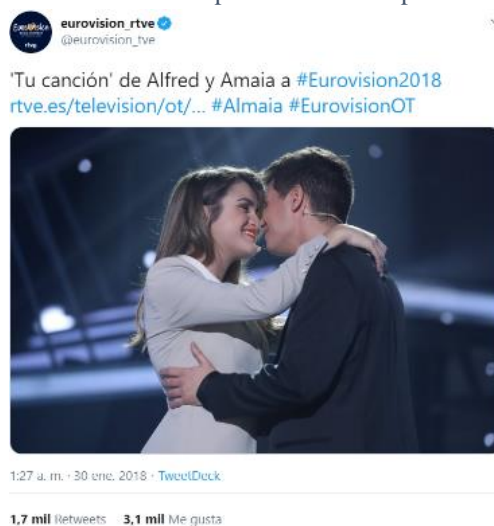 eurovision_rtve
@eurovision_tve
'Tu canción' de Alfred y Amaia a #Eurovision2018
rtve.es/television/ot/... #Almaia #EurovisionOT
1:27 a. m. · 30 ene. 2018 · TweetDeck
1,7 mil Retweets 3,1 mil Me gusta